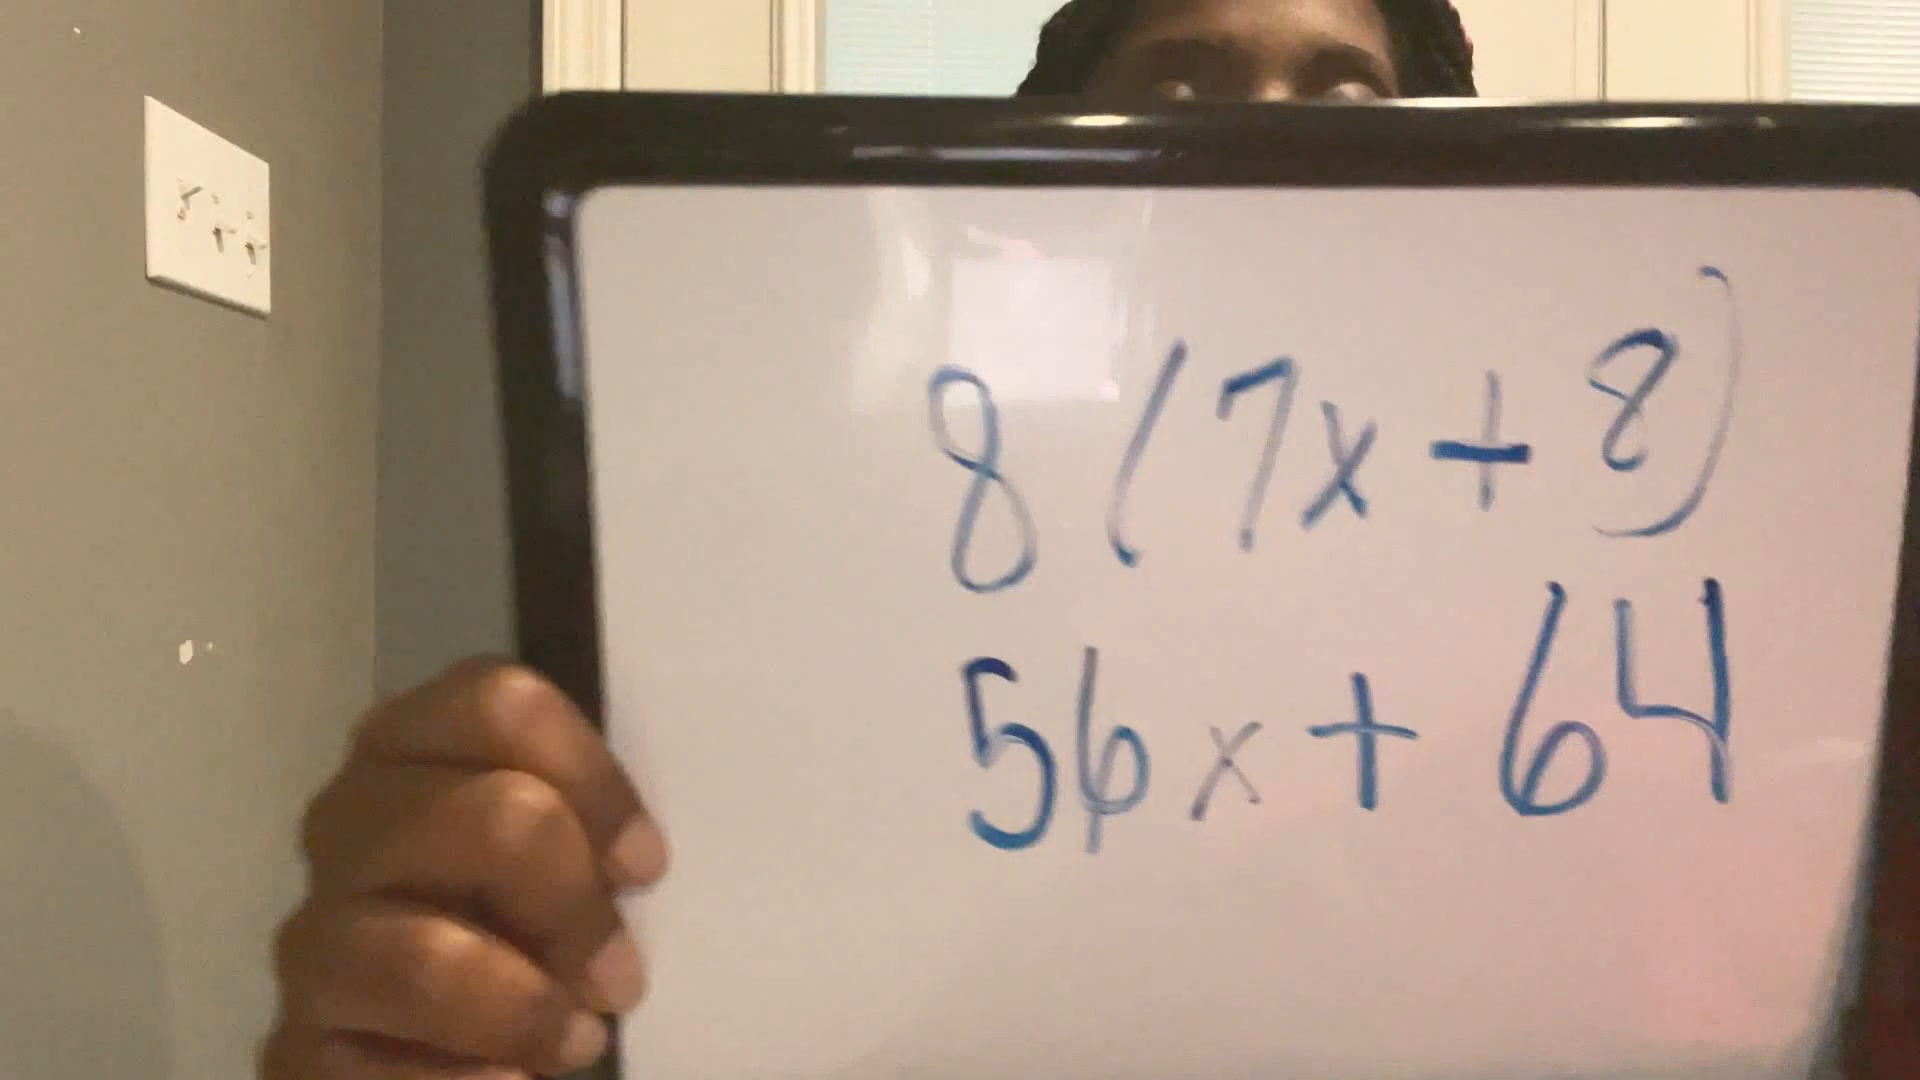 8 (7x + 8)
56x + 64